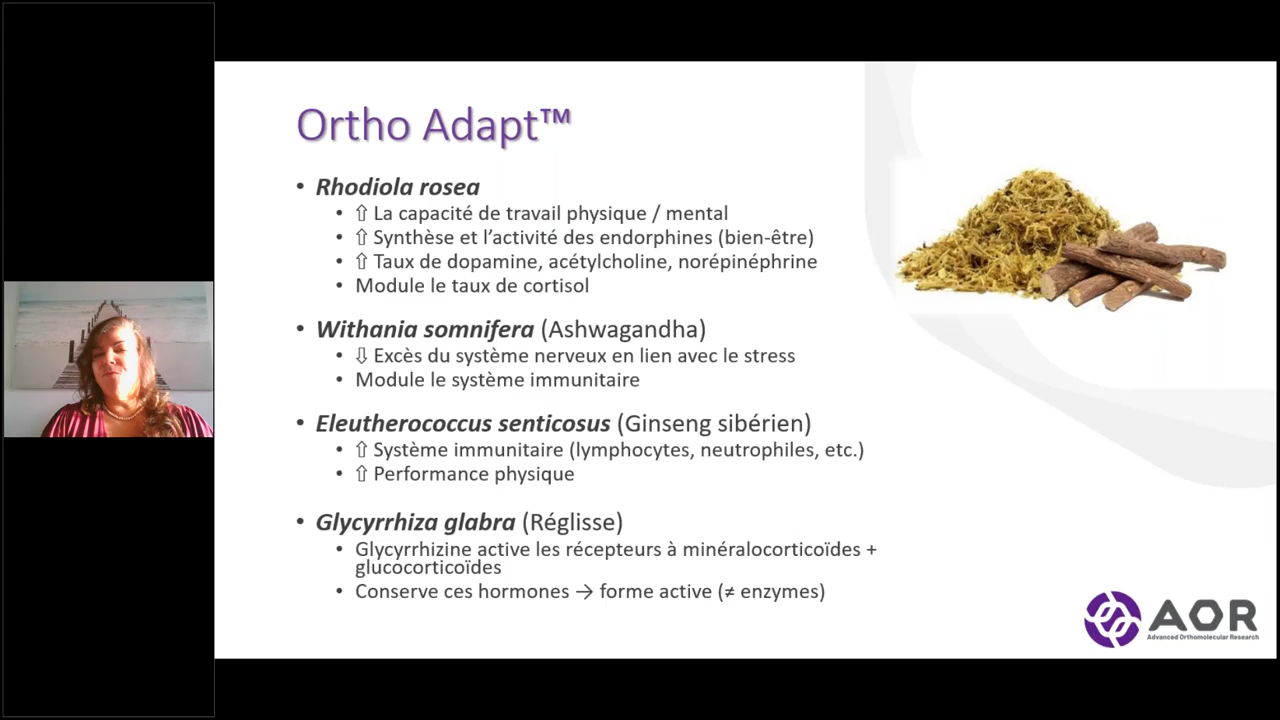 Ortho Adapt™
• Rhodiola rosea
• ⇧ La capacité de travail physique / mental
• ⇧ Synthèse et l’activité des endorphines (bien-être)
• ⇧ Taux de dopamine, acétylcholine, norépinéphrine
• Module le taux de cortisol
• Withania somnifera (Ashwagandha)
• ⇩ Excès du système nerveux en lien avec le stress
• Module le système immunitaire
• Eleutherococcus senticosus (Ginseng sibérien)
• ⇧ Système immunitaire (lymphocytes, neutrophiles, etc.)
• ⇧ Performance physique
• Glycyrrhiza glabra (Réglisse)
• Glycyrrhizine active les récepteurs à minéralocorticoïdes +
glucocorticoïdes
• Conserve ces hormones → forme active (≠ enzymes)
AOR
Advanced Orthomolecular Research